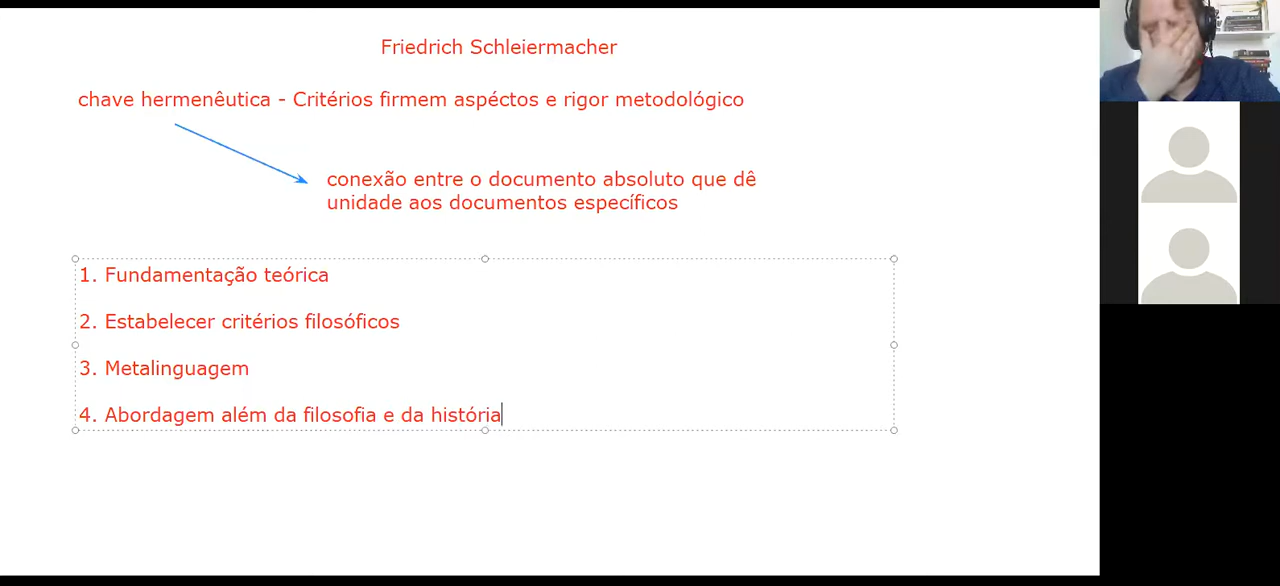 Friedrich Schleiermacher
chave hermenêutica - Critérios firmem aspéctos e rigor metodológico
conexão entre o documento absoluto que dê
unidade aos documentos específicos
1. Fundamentação teórica
2. Estabelecer critérios filosóficos
3. Metalinguagem
4. Abordagem além da filosofia e da história